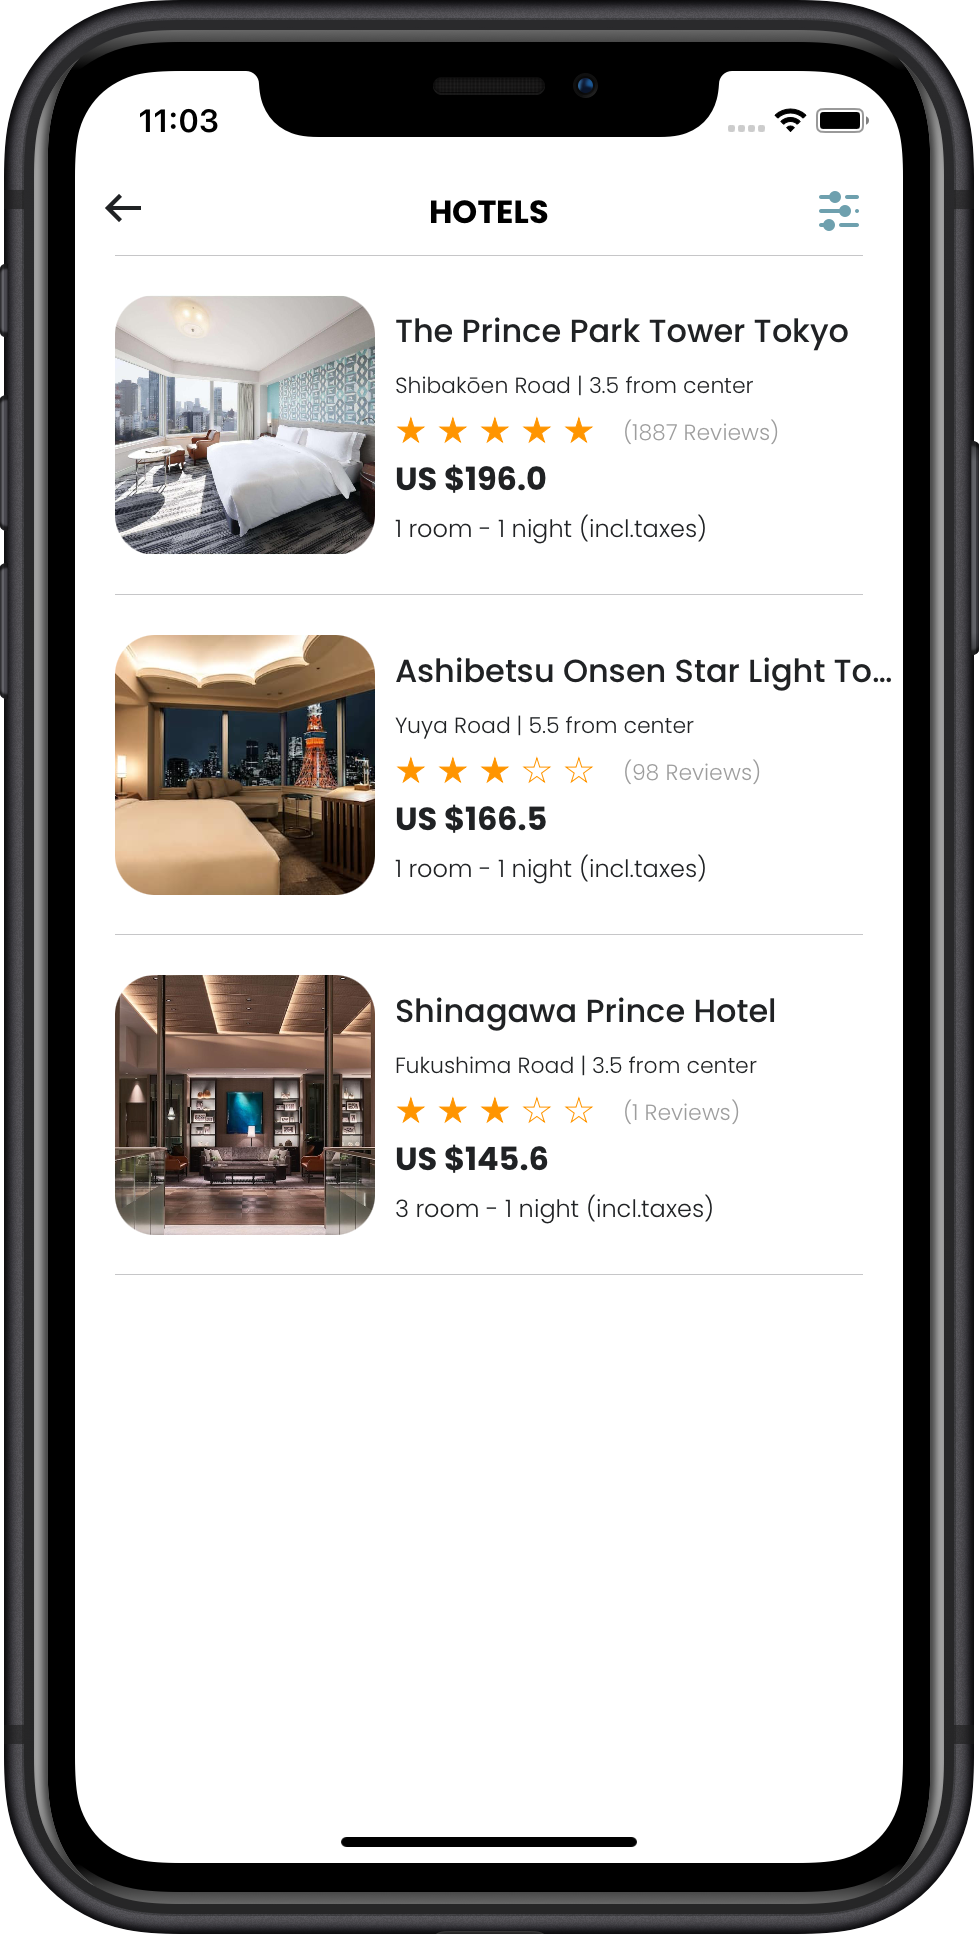 11:03
HOTELS
The Prince Park Tower Tokyo
Shibakōen Road | 3.5 from center
(1887 Reviews)
US $196.0
1 room - 1 night (incl.taxes)
Ashibetsu Onsen Star Light To...
Yuya Road | 5.5 from center
(98 Reviews)
US $166.5
1 room - 1 night (incl.taxes)
Shinagawa Prince Hotel
Fukushima Road | 3.5 from center
(1 Reviews)
US $145.6
3 room - 1 night (incl.taxes)